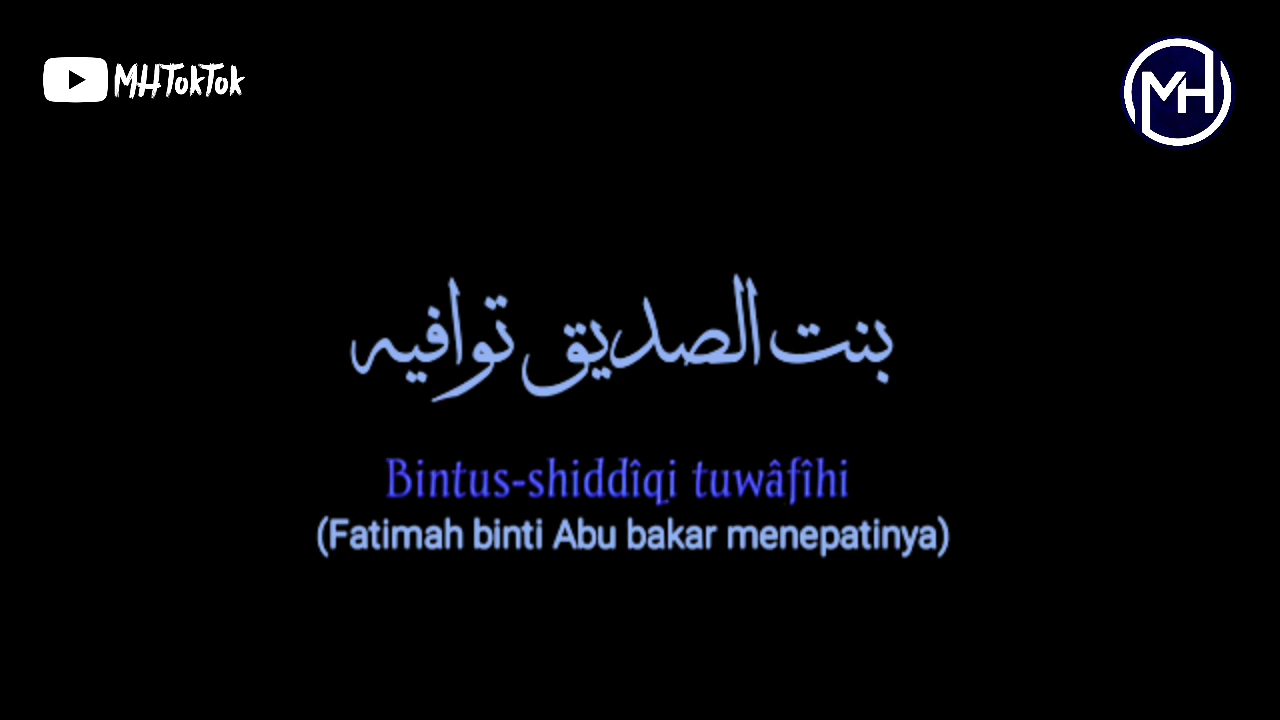 MHTokTok
MH
بنت الصديق توافيه
Bintus-shiddîqi tuwâfîhi
(Fatimah binti Abu bakar menepatinya)